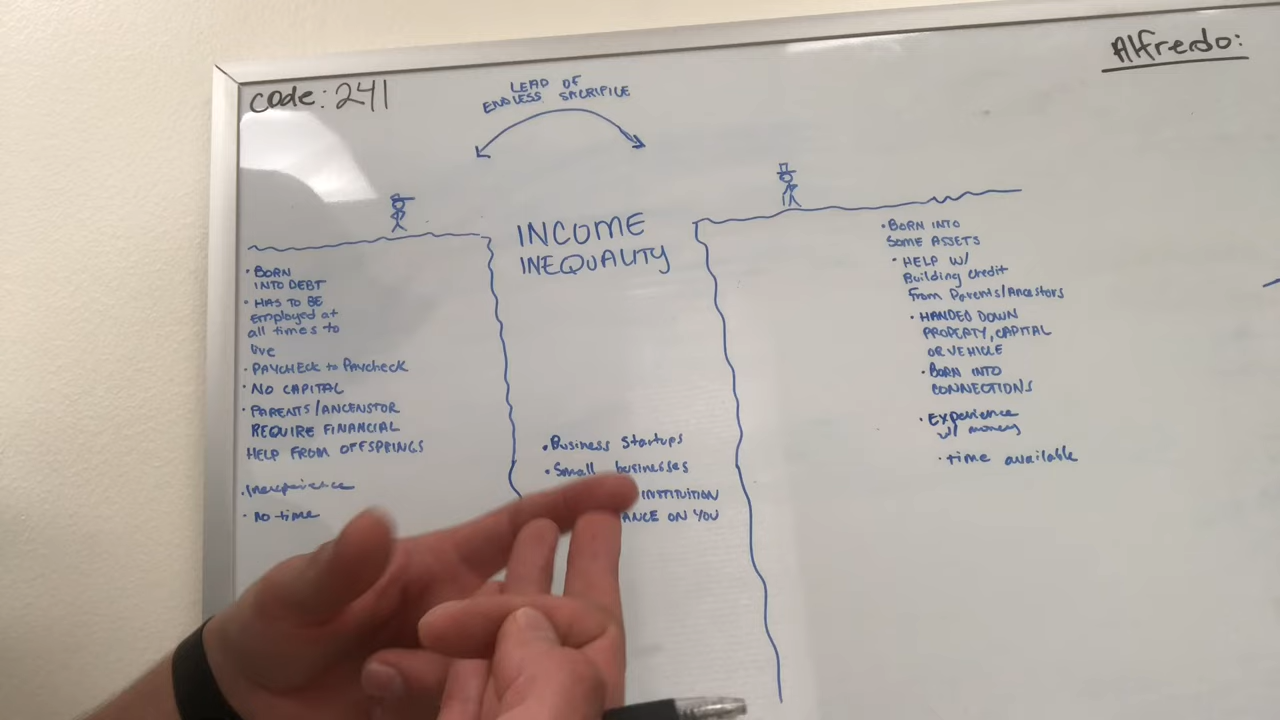 Code: 241
LEAP OF
ENDLESS SACRIFICE
Alfredo:
INCOME
INEQUALITY
• BORN
INTO DEBT
• HAS TO BE
Employed at
all times to
live
• PAYCHECK to Paycheck
• NO CAPITAL
• PARENTS/ANCENSTOR
REQUIRE FINANCIAL
HELP FROM OFFSPRINGS
• Inexperience
• No time
• Business Startups
• Small businesses
INSTITUTION
ANCE ON YOU
• BORN INTO
SOME ASSETS
• HELP W/
Building Credit
From Parents/Ancestors
• HANDED DOWN
PROPERTY, CAPITAL
OR VEHICLE
• BORN INTO
CONNECTIONS
• Experience
w/ money
• time available